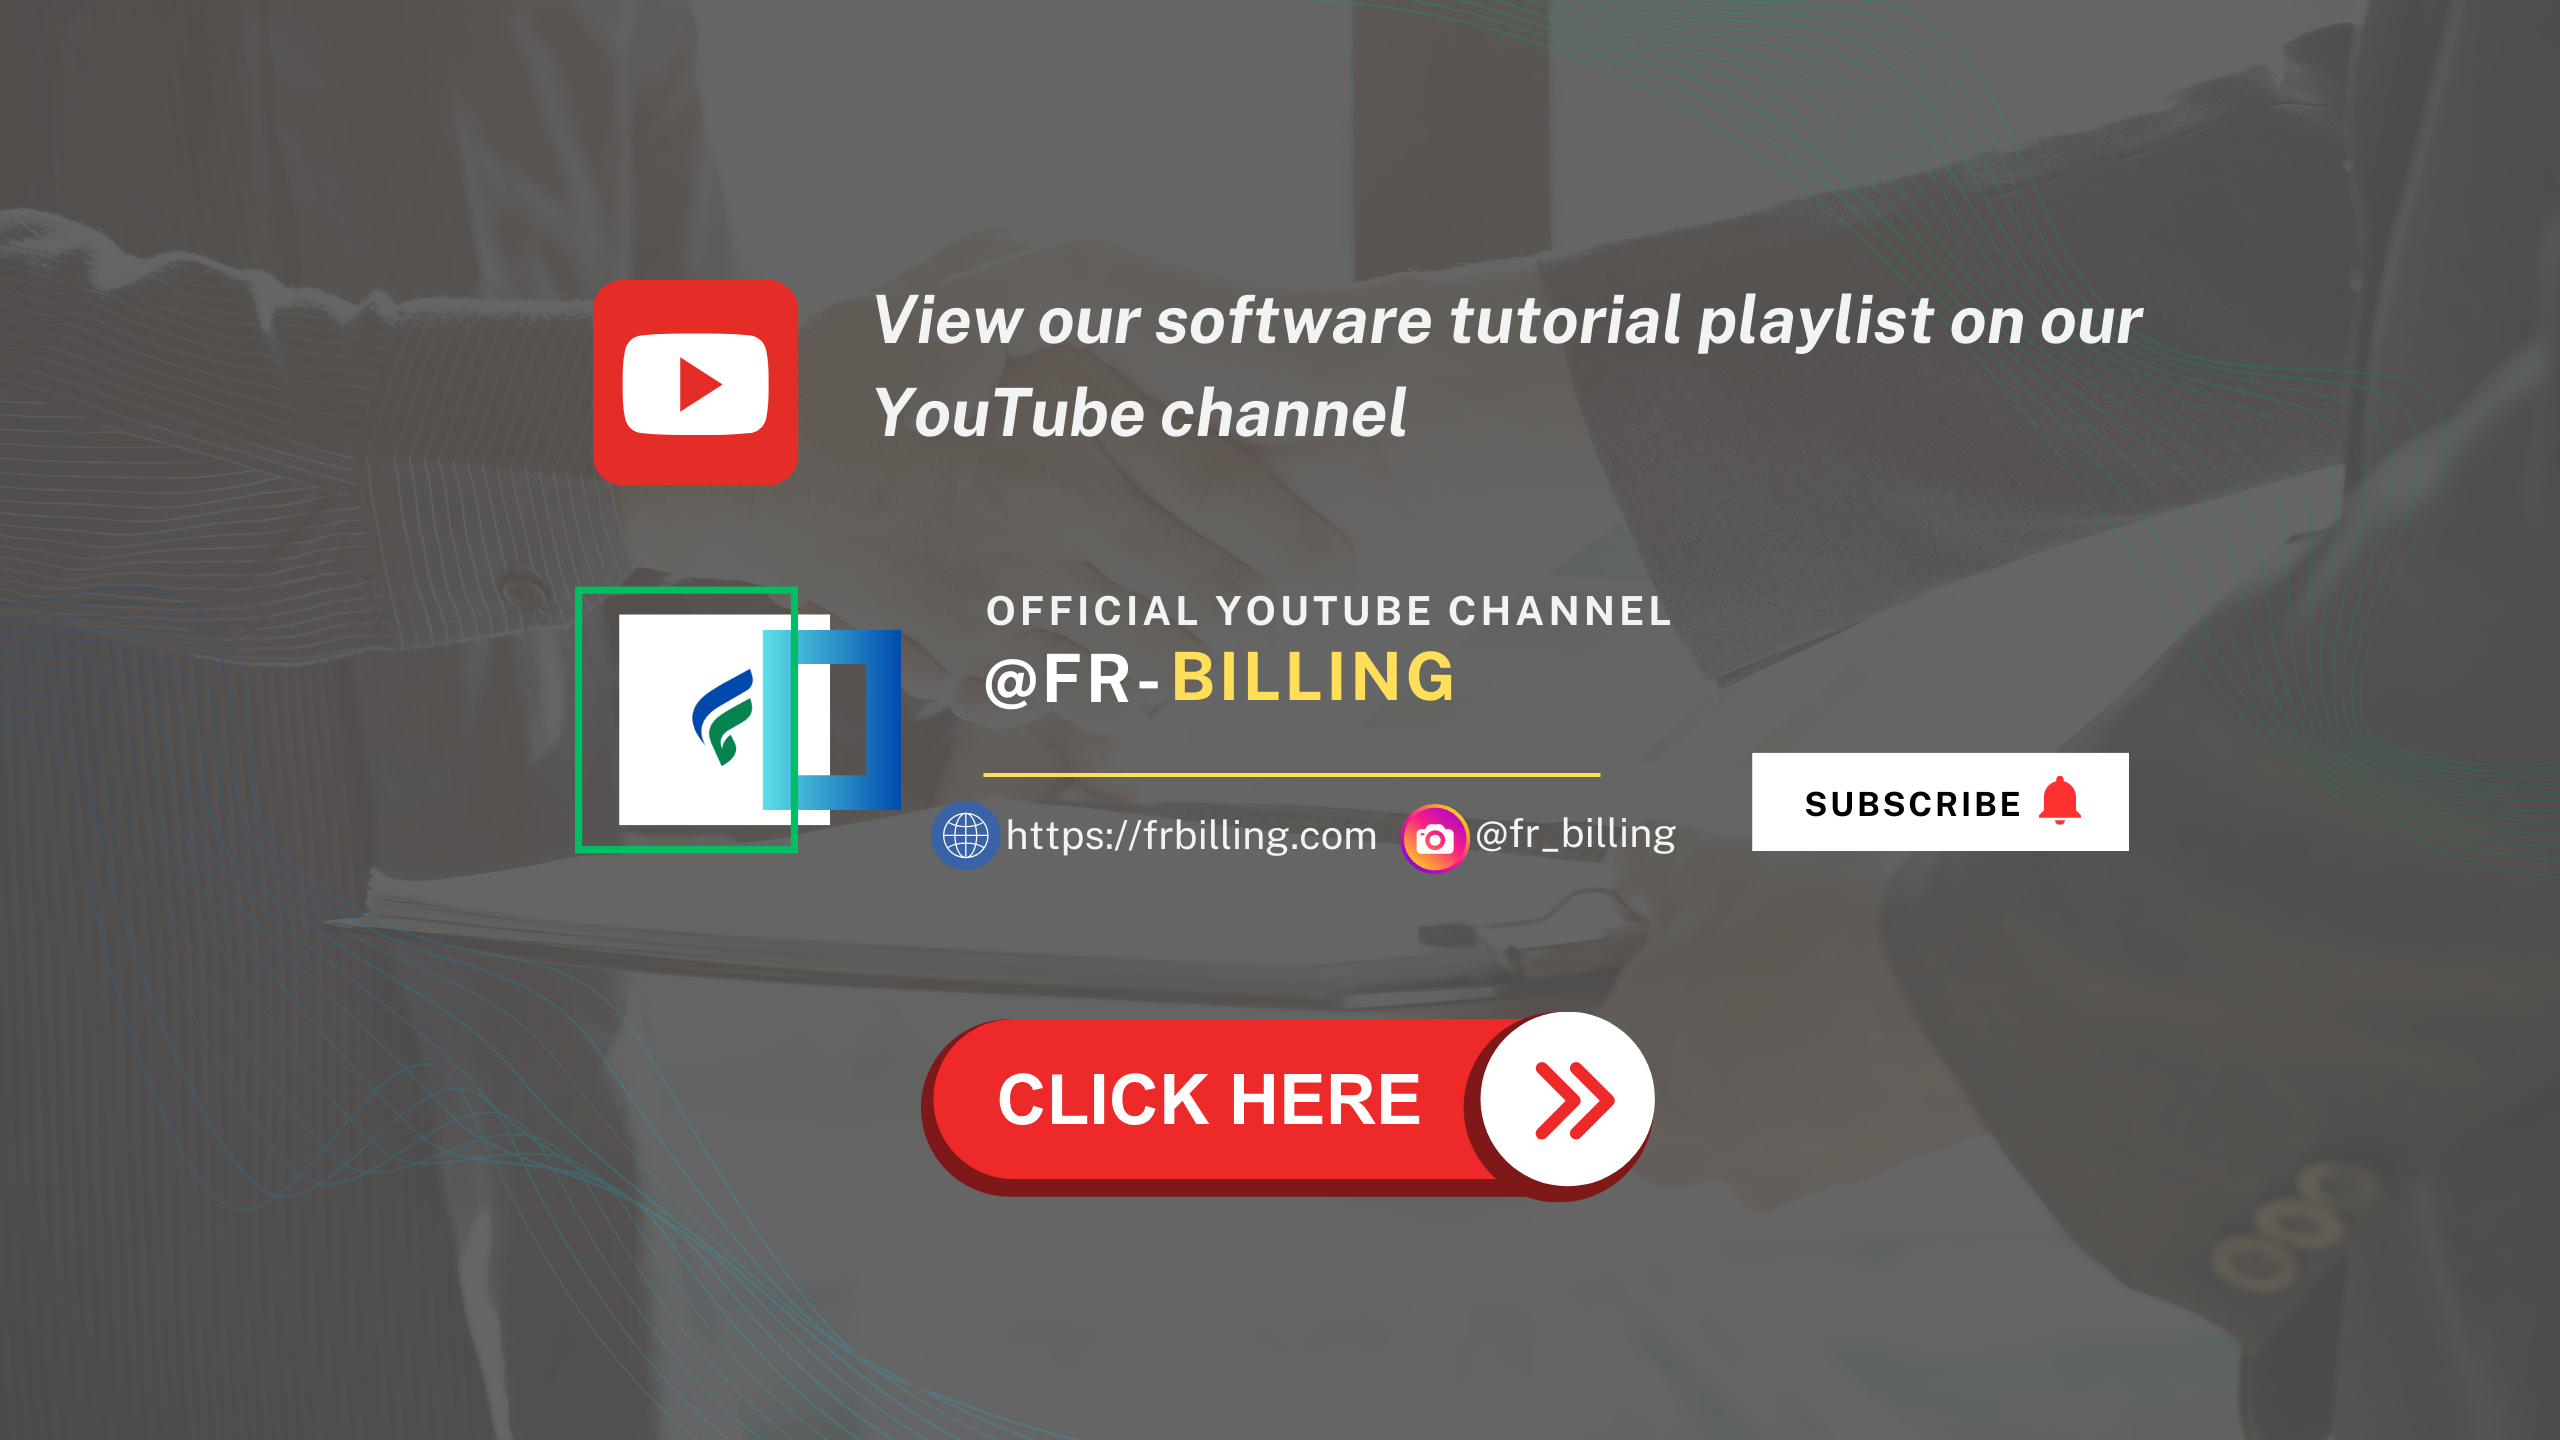 View our software tutorial playlist on our
YouTube channel
OFFICIAL YOUTUBE CHANNEL
@FR-BILLING
https://frbilling.com
@fr_billing
SUBSCRIBE
CLICK HERE